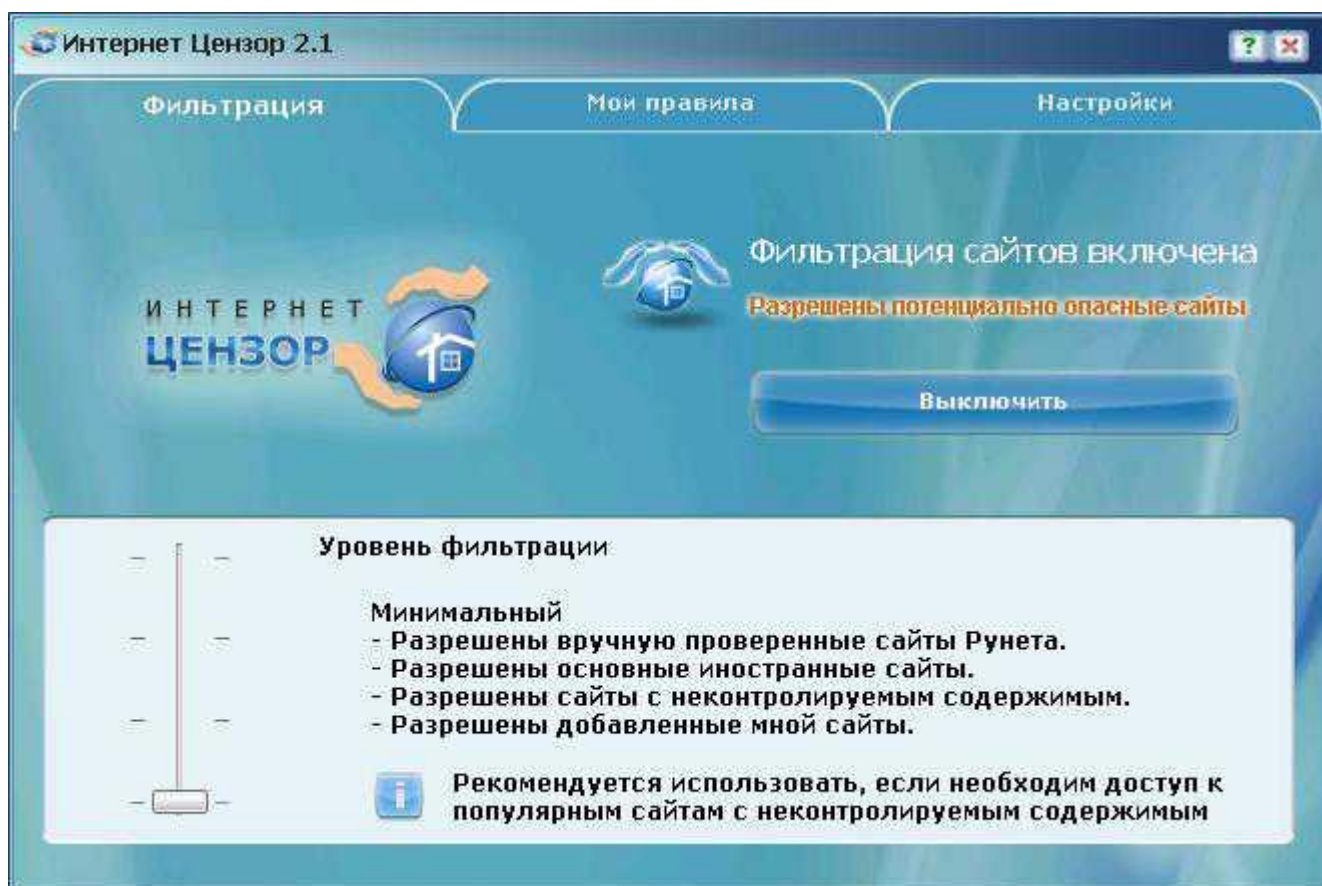 Интернет Цензор 2.1
? ×
Фильтрация
Мои правила
Настройки
ИНТЕРНЕТ
ЦЕНЗОР
Фильтрация сайтов включена
Разрешены потенциально опасные сайты
Выключить
Уровень фильтрации
Минимальный
- Разрешены вручную проверенные сайты Рунета.
- Разрешены основные иностранные сайты.
- Разрешены сайты с неконтролируемым содержимым.
- Разрешены добавленные мной сайты.
i
Рекомендуется использовать, если необходим доступ к
популярным сайтам с неконтролируемым содержимым